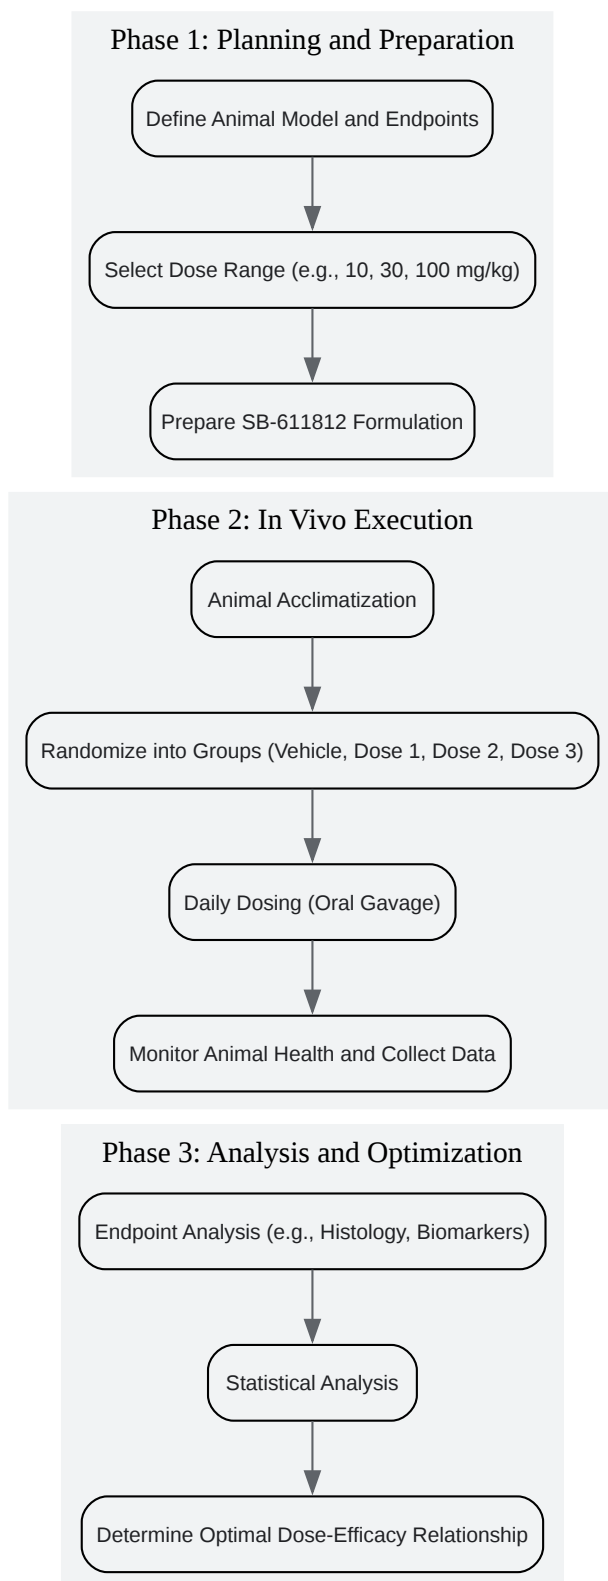 Phase 1: Planning and Preparation
Define Animal Model and Endpoints
Select Dose Range (e.g., 10, 30, 100 mg/kg)
Prepare SB-611812 Formulation
Phase 2: In Vivo Execution
Animal Acclimatization
Randomize into Groups (Vehicle, Dose 1, Dose 2, Dose 3)
Daily Dosing (Oral Gavage)
Monitor Animal Health and Collect Data
Phase 3: Analysis and Optimization
Endpoint Analysis (e.g., Histology, Biomarkers)
Statistical Analysis
Determine Optimal Dose-Efficacy Relationship